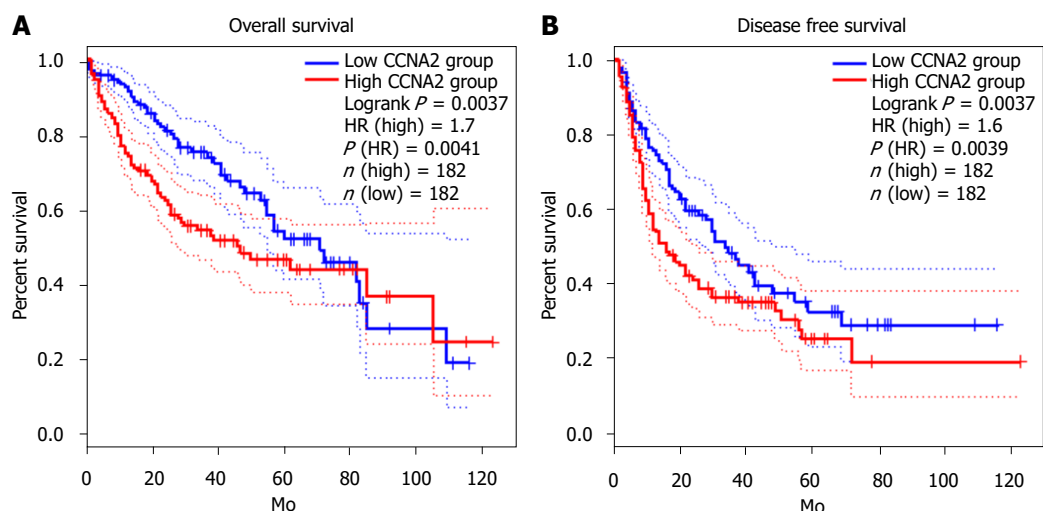 A
Overall survival
Low CCNA2 group
High CCNA2 group
Logrank P = 0.0037
HR (high) = 1.7
P (HR) = 0.0041
n (high) = 182
n (low) = 182
Percent survival
1.0
0.8
0.6
0.4
0.2
0.0
0 20 40 60 80 100 120
Mo
B
Disease free survival
Low CCNA2 group
High CCNA2 group
Logrank P = 0.0037
HR (high) = 1.6
P (HR) = 0.0039
n (high) = 182
n (low) = 182
Percent survival
1.0
0.8
0.6
0.4
0.2
0.0
0 20 40 60 80 100 120
Mo